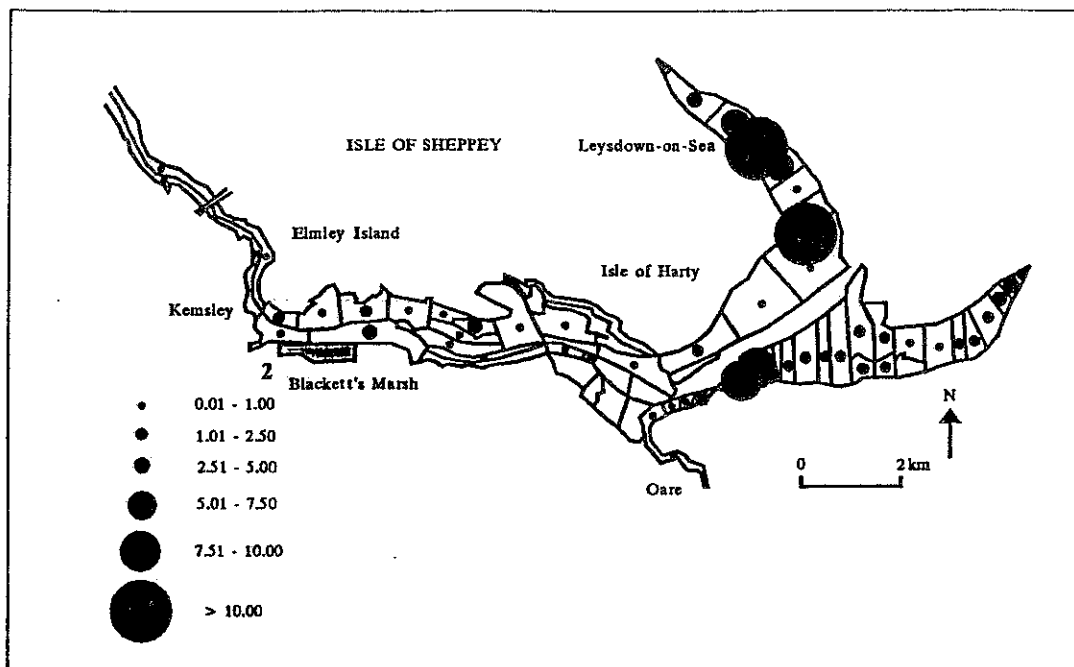 ISLE OF SHEPPEY
Leysdown-on-Sea
Elmley Island
Isle of Harty
Kemsley
2
Blackett's Marsh
0.01 - 1.00
1.01 - 2.50
2.51 - 5.00
5.01 - 7.50
7.51 - 10.00
> 10.00
N
0 2 km
Oare